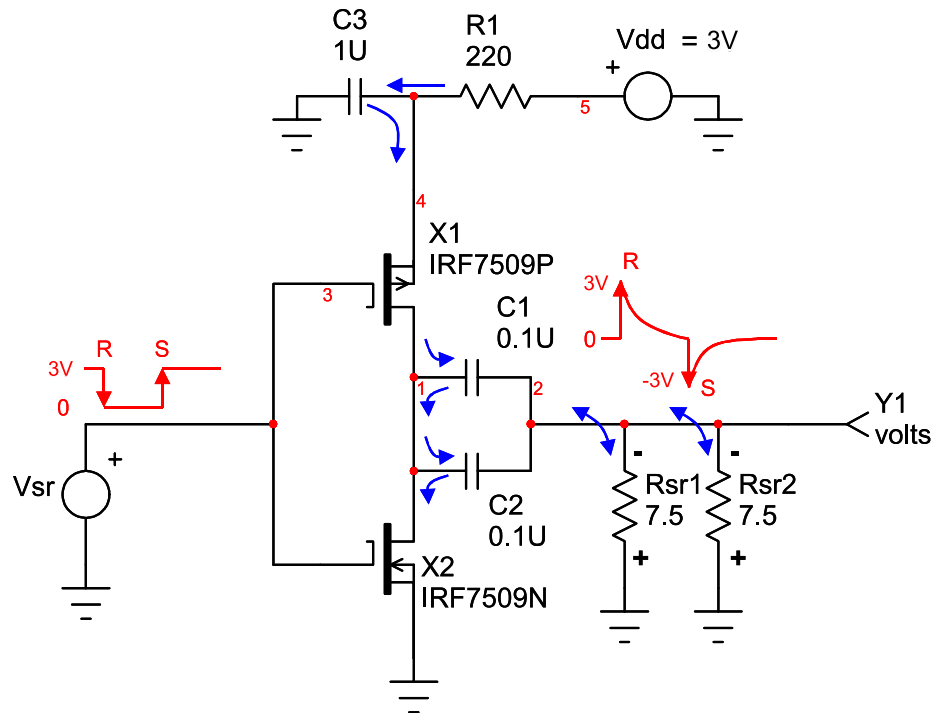 C3
1U
R1
220
Vdd = 3V
+
5
4
X1
IRF7509P
3
C1
0.1U
R
3V
0
-3V
S
R
S
3V
0
1
2
Y1
volts
+
Vsr
-
-
Rsr1
7.5
Rsr2
7.5
+
+
C2
0.1U
X2
IRF7509N